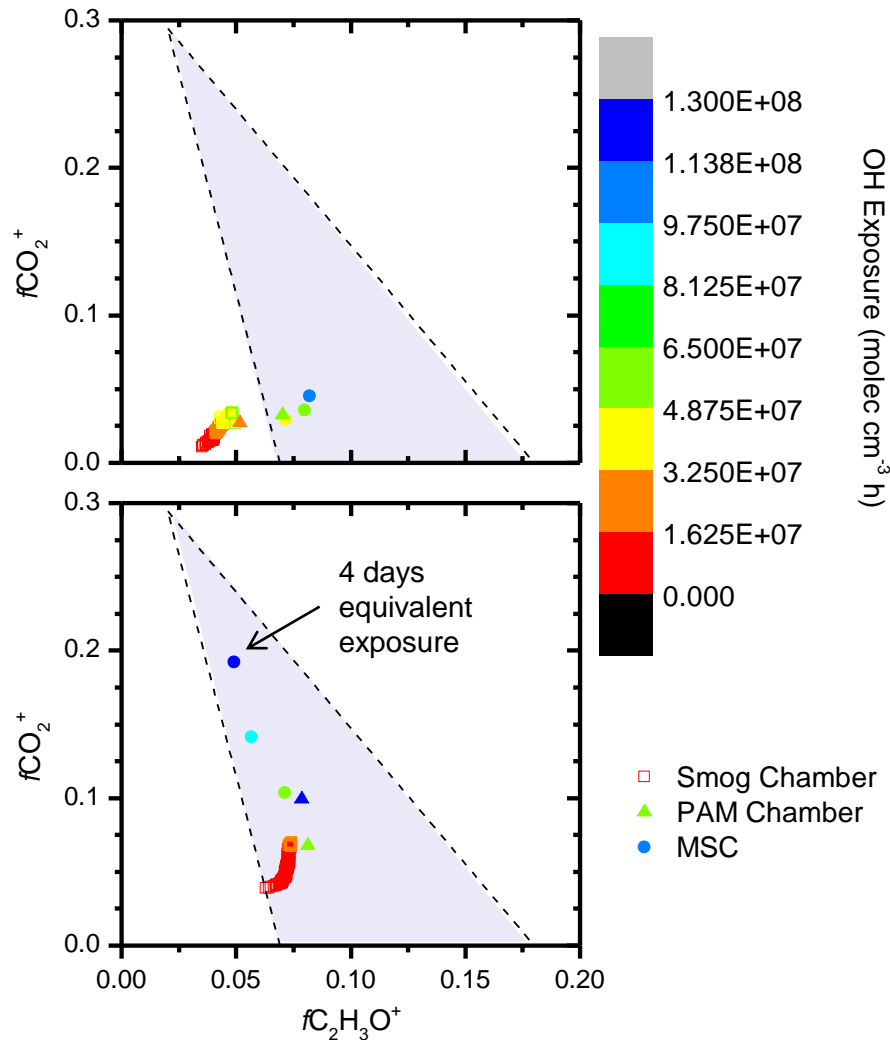 0.3
0.2
0.1
0.0
fCO₂⁺
1.300E+08
1.138E+08
9.750E+07
8.125E+07
6.500E+07
4.875E+07
3.250E+07
1.625E+07
0.000
OH Exposure (molec cm⁻³ h)
0.3
0.2
0.1
0.0
fCO₂⁺
4 days
equivalent
exposure
0.00 0.05 0.10 0.15 0.20
fC₂H₃O⁺
Smog Chamber
PAM Chamber
MSC